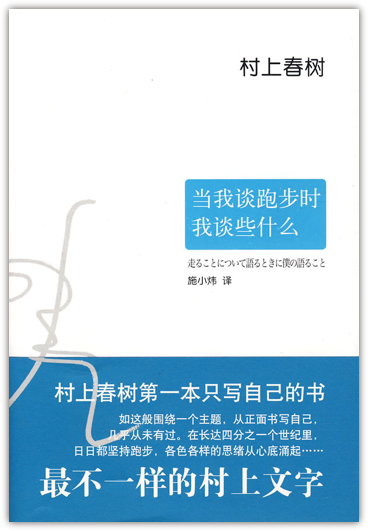 村上春树
当我谈跑步时
我谈些什么
走ることについて語るときに僕の語ること
施小炜 译
村上春树第一本只写自己的书
如这般围绕一个主题，从正面书写自己，
几乎从未有过。在长达四分之一个世纪里，
日日都坚持跑步，各色各样的思绪从心底涌起……
最不一样的村上文字